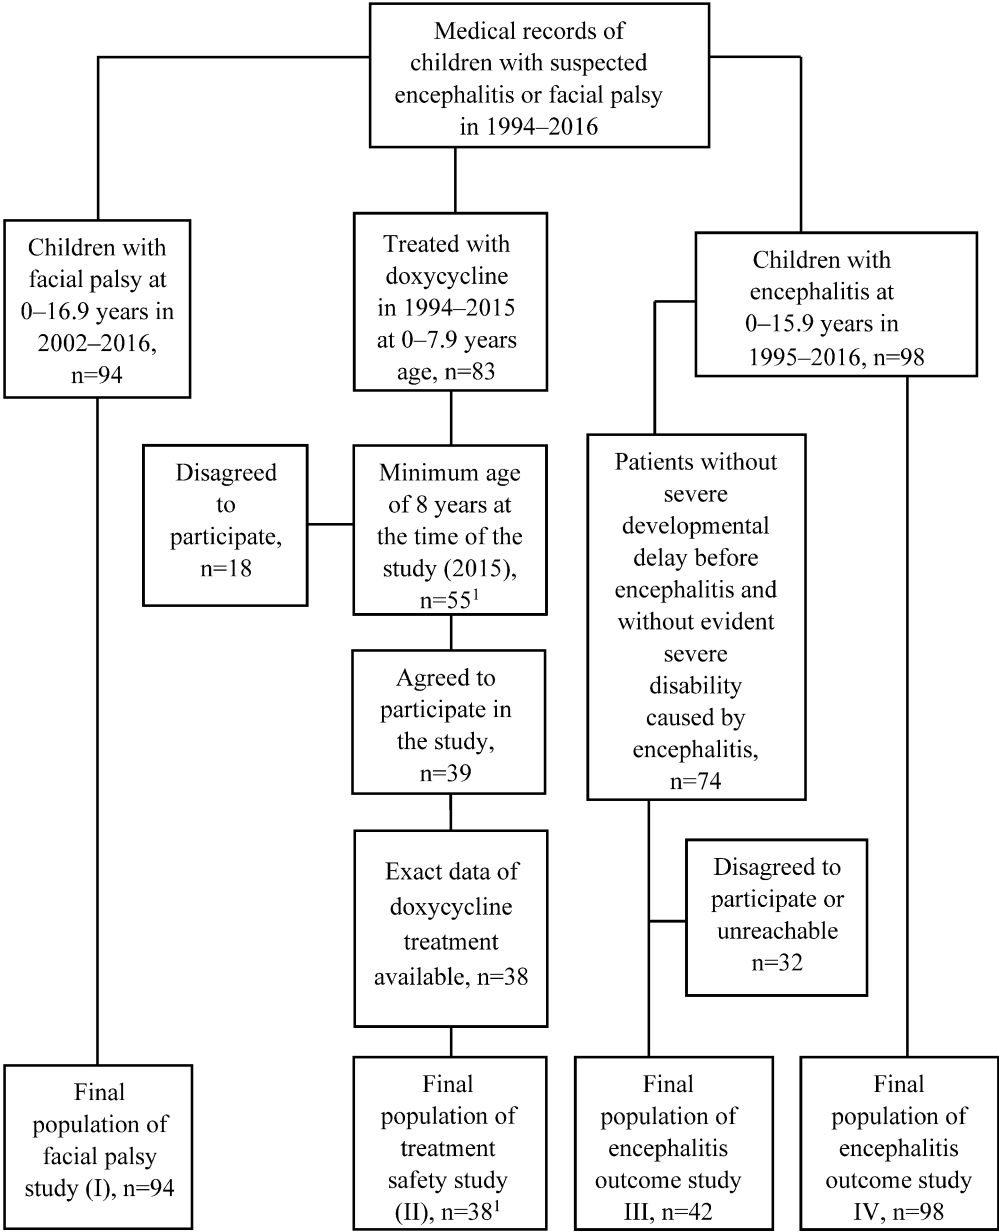 Medical records of
children with suspected
encephalitis or facial palsy
in 1994–2016
Children with
facial palsy at
0–16.9 years in
2002–2016,
n=94
Treated with
doxycycline
in 1994–2015
at 0–7.9 years
age, n=83
Children with
encephalitis at
0–15.9 years in
1995–2016, n=98
Disagreed
to
participate,
n=18
Minimum age
of 8 years at
the time of the
study (2015),
n=55¹
Patients without
severe
developmental
delay before
encephalitis and
without evident
severe
disability
caused by
encephalitis,
n=74
Agreed to
participate in
the study,
n=39
Exact data of
doxycycline
treatment
available, n=38
Disagreed to
participate or
unreachable
n=32
Final
population of
facial palsy
study (I), n=94
Final
population of
treatment
safety study
(II), n=38¹
Final
population of
encephalitis
outcome study
III, n=42
Final
population of
encephalitis
outcome study
IV, n=98